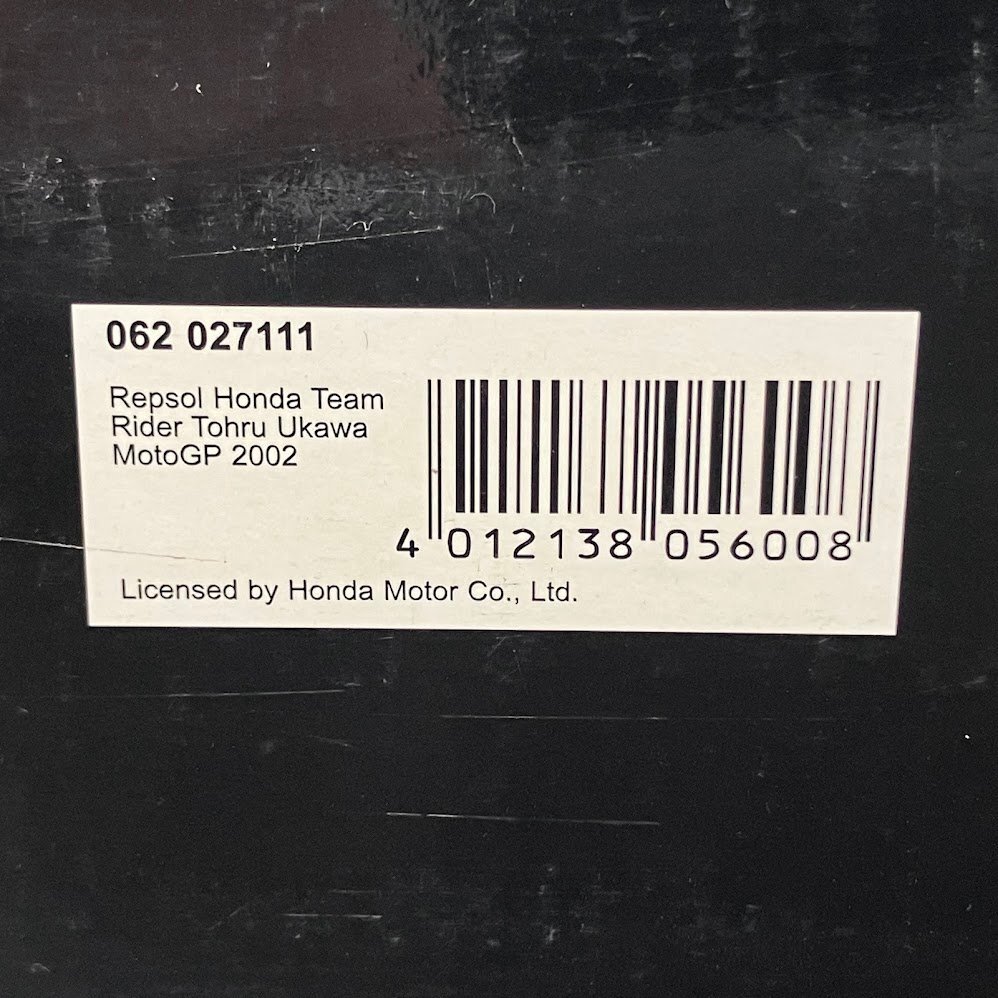 062 027111
Repsol Honda Team
Rider Tohru Ukawa
MotoGP 2002
4 012138 056008
Licensed by Honda Motor Co., Ltd.